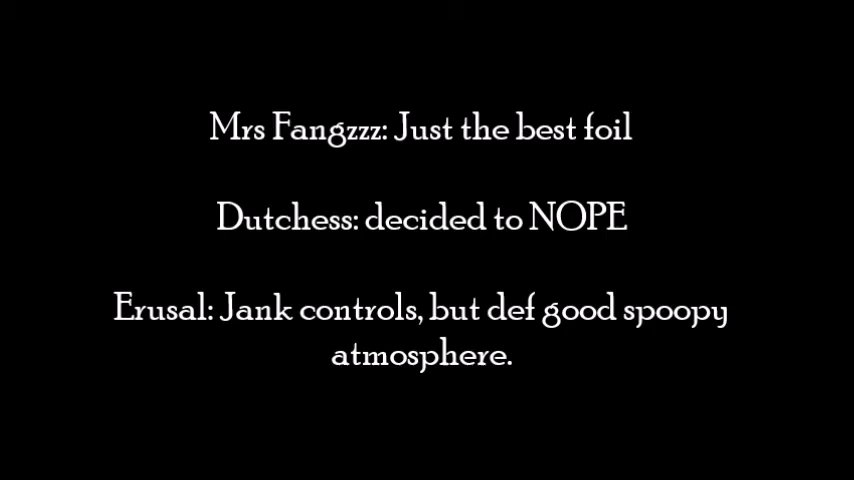 Mrs Fangzzz: Just the best foil
Dutchess: decided to NOPE
Erusal: Jank controls, but def good spoopy
atmosphere.